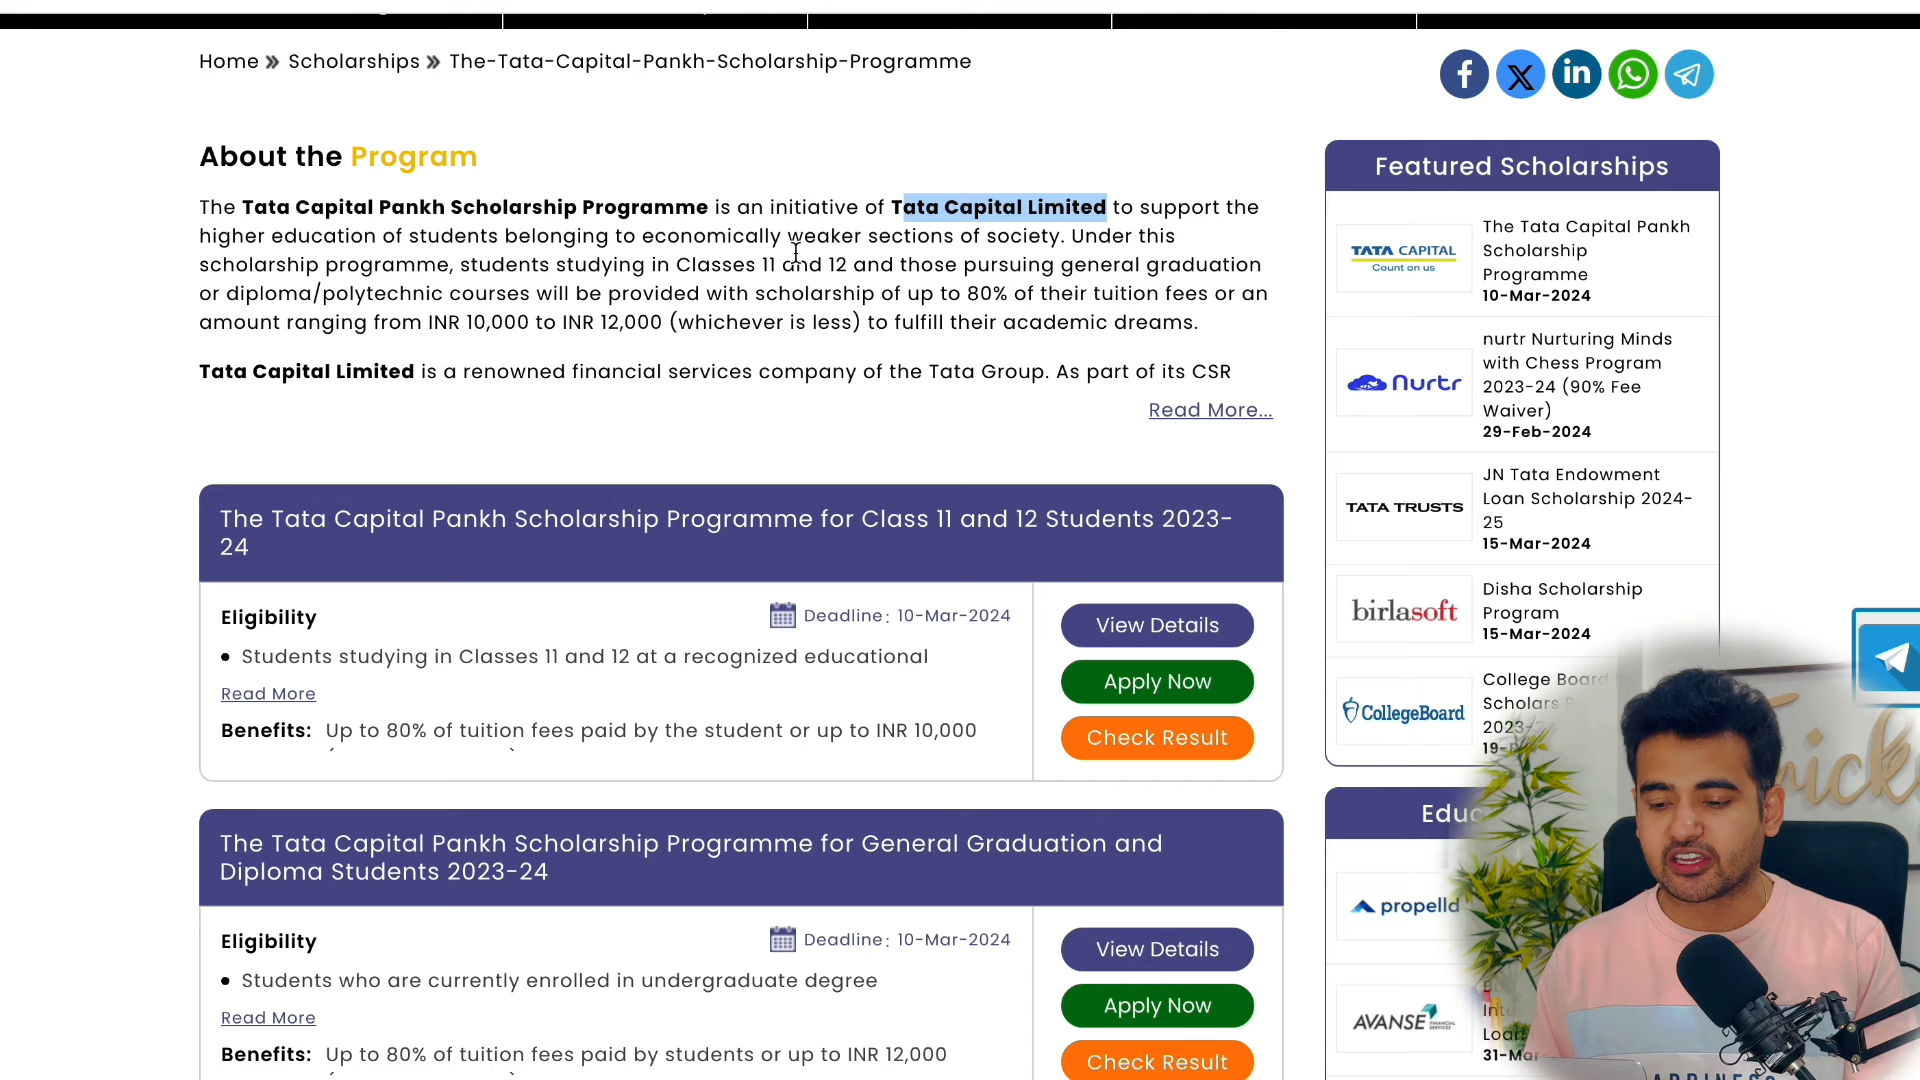 Home » Scholarships » The-Tata-Capital-Pankh-Scholarship-Programme
About the Program
The Tata Capital Pankh Scholarship Programme is an initiative of Tata Capital Limited to support the
higher education of students belonging to economically weaker sections of society. Under this
scholarship programme, students studying in Classes 11 and 12 and those pursuing general graduation
or diploma/polytechnic courses will be provided with scholarship of up to 80% of their tuition fees or an
amount ranging from INR 10,000 to INR 12,000 (whichever is less) to fulfill their academic dreams.
Tata Capital Limited is a renowned financial services company of the Tata Group. As part of its CSR
Read More...
The Tata Capital Pankh Scholarship Programme for Class 11 and 12 Students 2023-
24
Eligibility
Deadline: 10-Mar-2024
Students studying in Classes 11 and 12 at a recognized educational
Read More
Benefits: Up to 80% of tuition fees paid by the student or up to INR 10,000
View Details
Apply Now
Check Result
The Tata Capital Pankh Scholarship Programme for General Graduation and
Diploma Students 2023-24
Eligibility
Deadline: 10-Mar-2024
Students who are currently enrolled in undergraduate degree
Read More
Benefits: Up to 80% of tuition fees paid by students or up to INR 12,000
View Details
Apply Now
Check Result
Featured Scholarships
TATA CAPITAL
Count on us
The Tata Capital Pankh
Scholarship
Programme
10-Mar-2024
Nurtr
nurtr Nurturing Minds
with Chess Program
2023-24 (90% Fee
Waiver)
29-Feb-2024
TATA TRUSTS
JN Tata Endowment
Loan Scholarship 2024-
25
15-Mar-2024
birlasoft
Disha Scholarship
Program
15-Mar-2024
CollegeBoard
College Board
Scholars
2023-
propelld
AVANSE
FINANCIAL SERVICES